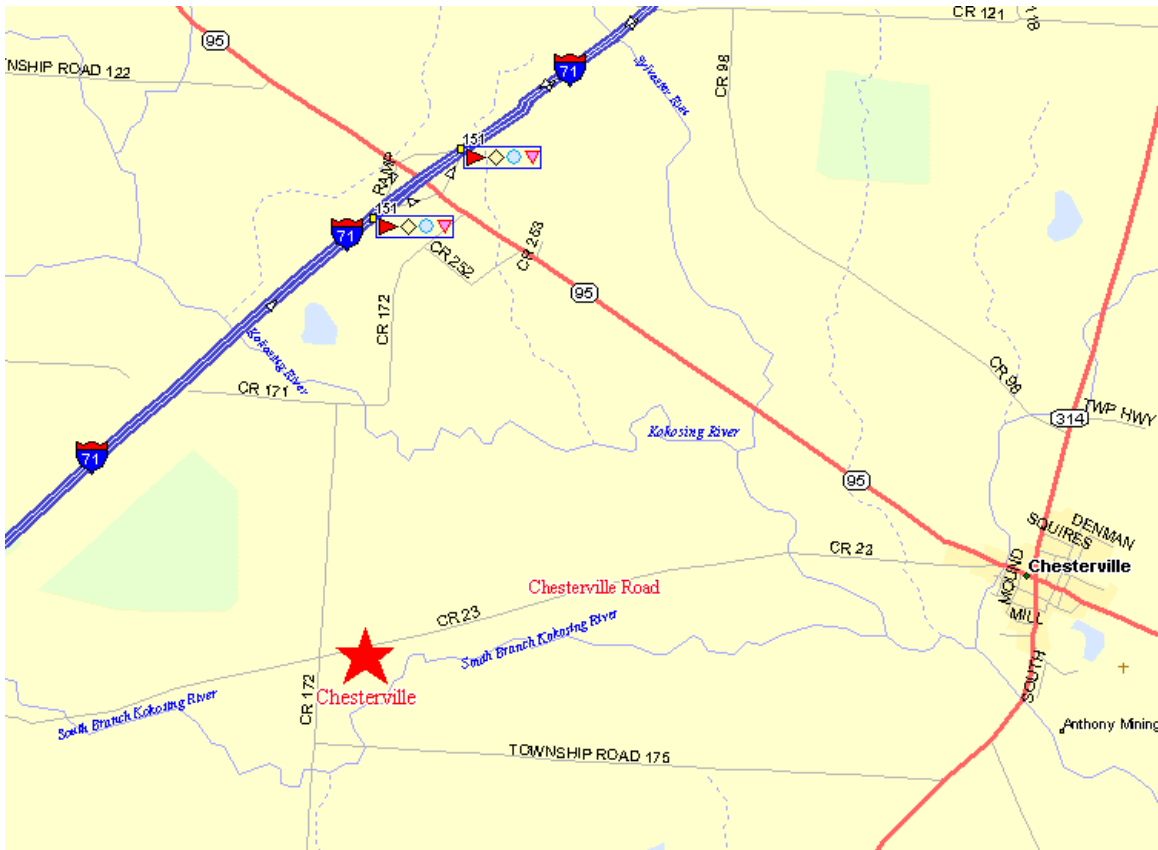 CR 121
118
95
71
NSHIP ROAD 122
CR 98
Sylvester Run
151
RAMP
151
71
CR 253
CR 252
95
CR 172
Kokosing River
CR 98
CR 171
TWP HWY
314
Kokosing River
71
95
DENMAN
SQUIRES
CR 23
Chesterville
MOUND
Chesterville Road
MILL
CR 23
South Branch Kokosing River
SOUTH
Chesterville
CR 172
South Branch Kokosing River
Anthony Mining
TOWNSHIP ROAD 175